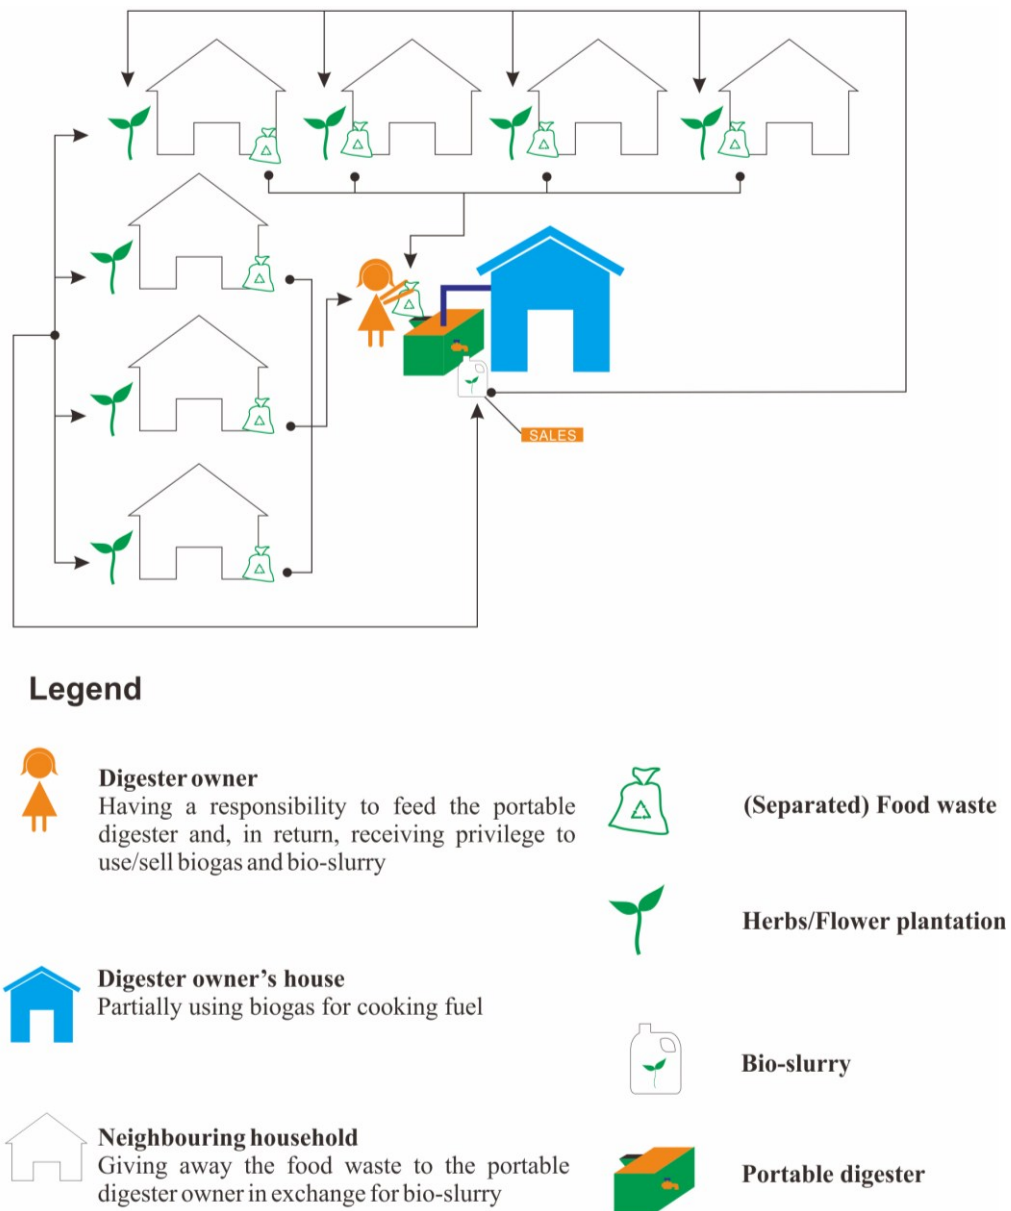 SALES
Legend
Digester owner
Having a responsibility to feed the portable
digester and, in return, receiving privilege to
use/sell biogas and bio-slurry
Digester owner’s house
Partially using biogas for cooking fuel
Neighbouring household
Giving away the food waste to the portable
digester owner in exchange for bio-slurry
(Separated) Food waste
Herbs/Flower plantation
Bio-slurry
Portable digester